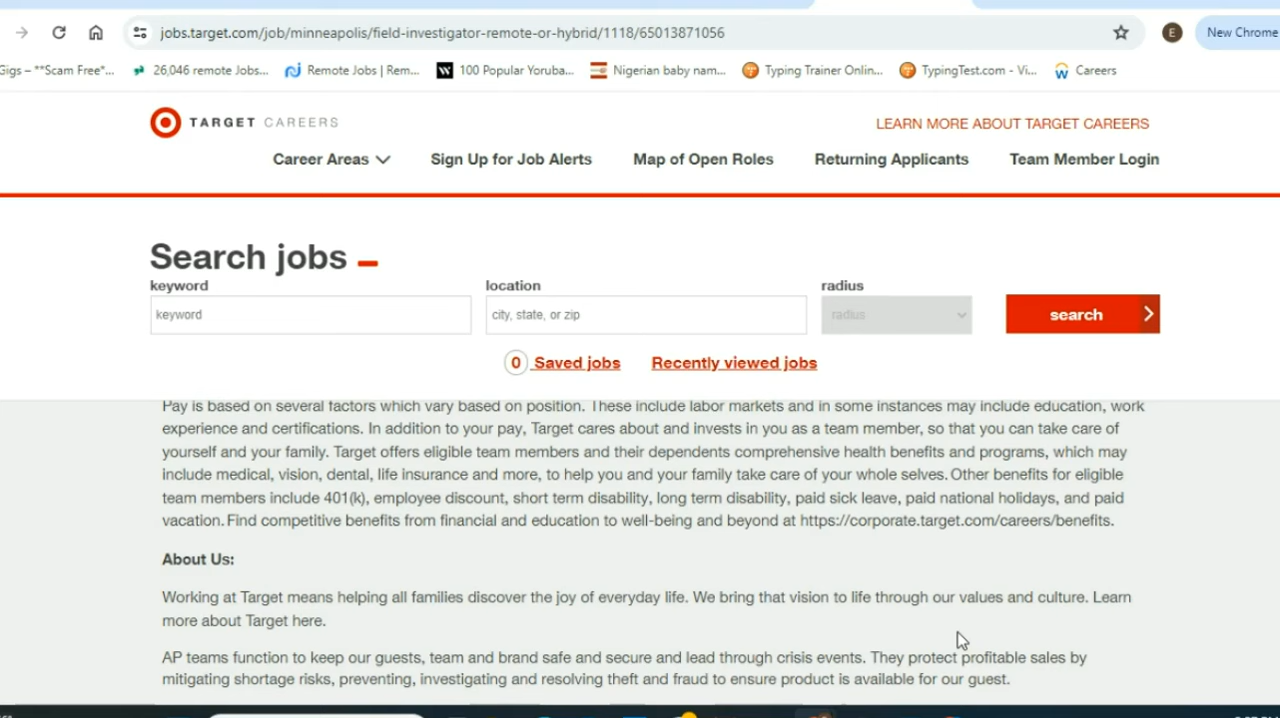 jobs.target.com/job/minneapolis/field-investigator-remote-or-hybrid/1118/65013871056
E
New Chrome
Gigs – **Scam Free*...
26,046 remote Jobs...
Remote Jobs | Rem...
100 Popular Yoruba...
Nigerian baby nam...
Typing Trainer Onlin...
TypingTest.com - Vi...
Careers
TARGET CAREERS
LEARN MORE ABOUT TARGET CAREERS
Career Areas
Sign Up for Job Alerts
Map of Open Roles
Returning Applicants
Team Member Login
Search jobs
keyword
location
radius
keyword
city, state, or zip
radius
search
0 Saved jobs
Recently viewed jobs
Pay is based on several factors which vary based on position. These include labor markets and in some instances may include education, work
experience and certifications. In addition to your pay, Target cares about and invests in you as a team member, so that you can take care of
yourself and your family. Target offers eligible team members and their dependents comprehensive health benefits and programs, which may
include medical, vision, dental, life insurance and more, to help you and your family take care of your whole selves. Other benefits for eligible
team members include 401(k), employee discount, short term disability, long term disability, paid sick leave, paid national holidays, and paid
vacation. Find competitive benefits from financial and education to well-being and beyond at https://corporate.target.com/careers/benefits.
About Us:
Working at Target means helping all families discover the joy of everyday life. We bring that vision to life through our values and culture. Learn
more about Target here.
AP teams function to keep our guests, team and brand safe and secure and lead through crisis events. They protect profitable sales by
mitigating shortage risks, preventing, investigating and resolving theft and fraud to ensure product is available for our guest.